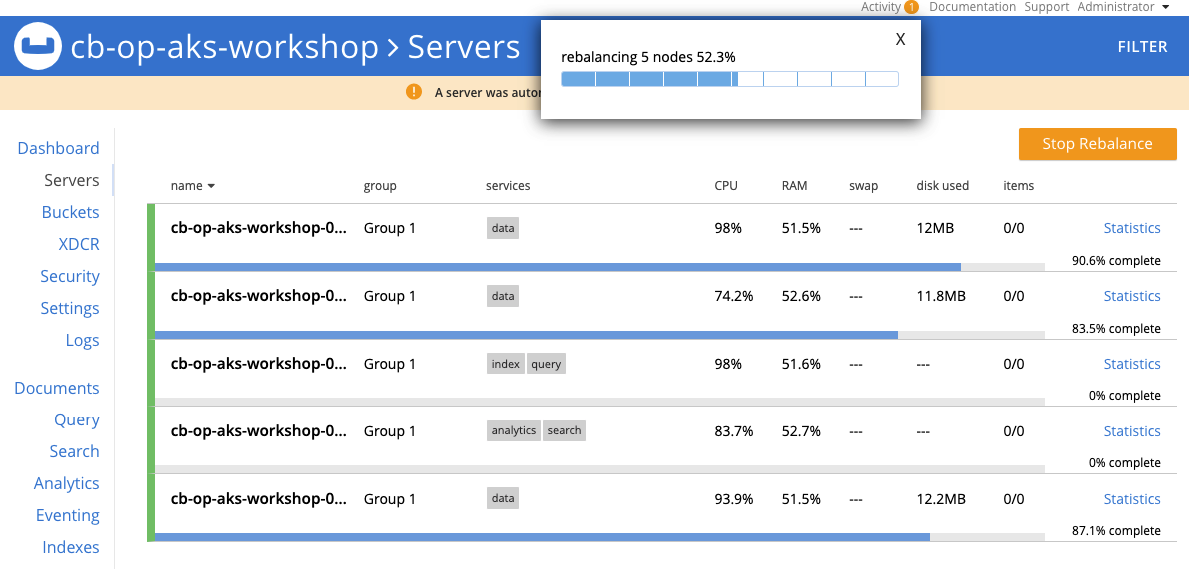 Activity 1 Documentation Support Administrator
cb-op-aks-workshop > Servers
FILTER
X
rebalancing 5 nodes 52.3%
! A server was auto
Stop Rebalance
Dashboard
Servers
Buckets
XDCR
Security
Settings
Logs
Documents
Query
Search
Analytics
Eventing
Indexes
name group services CPU RAM swap disk used items
cb-op-aks-workshop-0... Group 1 data 98% 51.5% --- 12MB 0/0 Statistics
90.6% complete
cb-op-aks-workshop-0... Group 1 data 74.2% 52.6% --- 11.8MB 0/0 Statistics
83.5% complete
cb-op-aks-workshop-0... Group 1 index query 98% 51.6% --- --- 0/0 Statistics
0% complete
cb-op-aks-workshop-0... Group 1 analytics search 83.7% 52.7% --- --- 0/0 Statistics
0% complete
cb-op-aks-workshop-0... Group 1 data 93.9% 51.5% --- 12.2MB 0/0 Statistics
87.1% complete